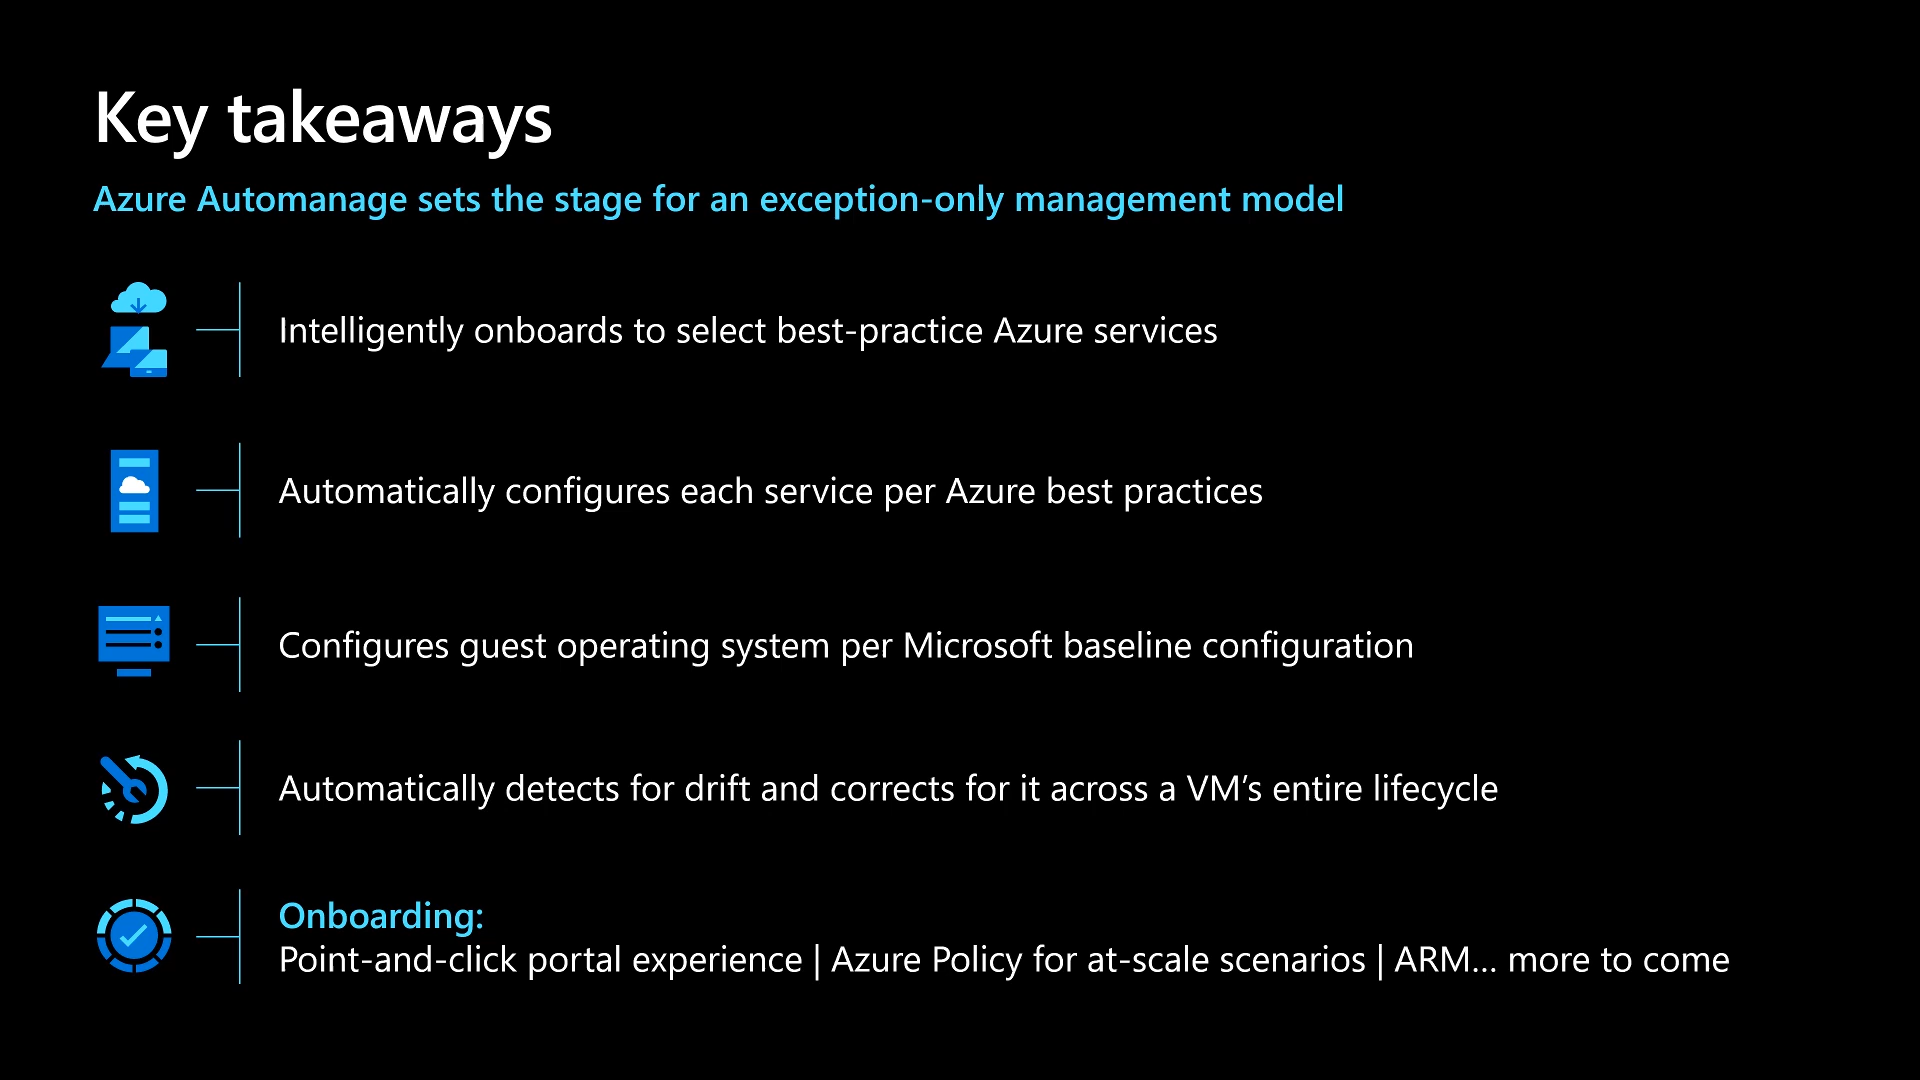 Key takeaways
Azure Automanage sets the stage for an exception-only management model
Intelligently onboards to select best-practice Azure services
Automatically configures each service per Azure best practices
Configures guest operating system per Microsoft baseline configuration
Automatically detects for drift and corrects for it across a VM’s entire lifecycle
Onboarding:
Point-and-click portal experience | Azure Policy for at-scale scenarios | ARM… more to come